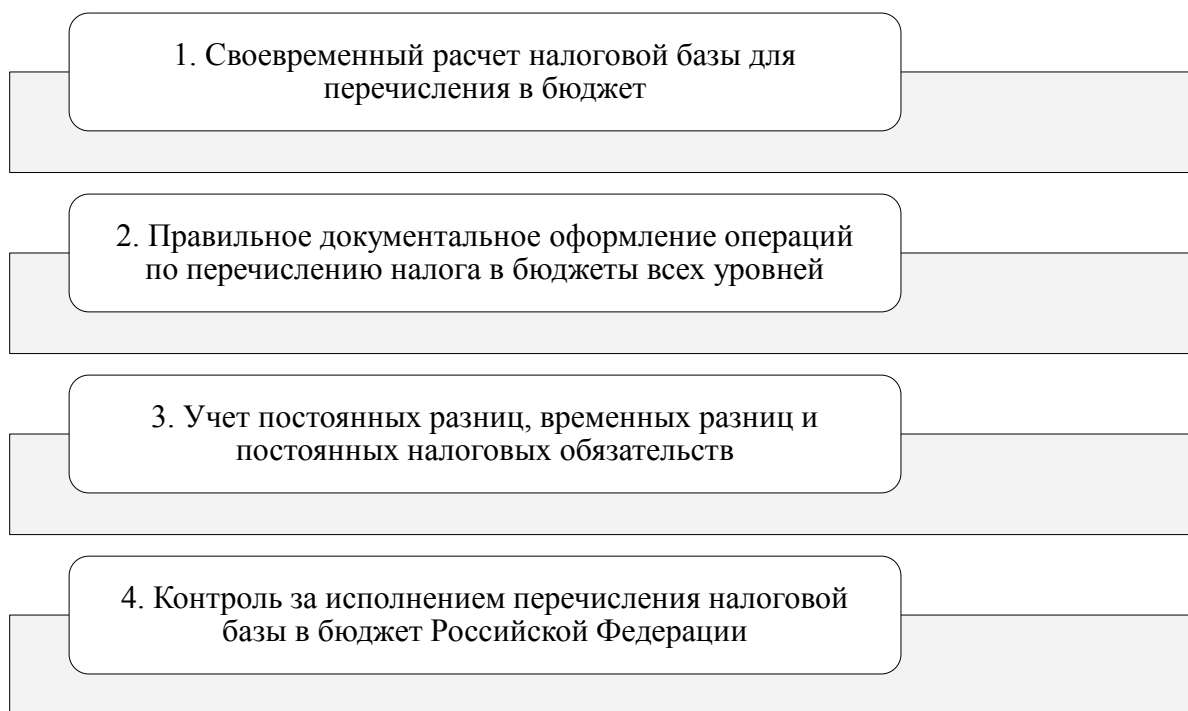 1. Своевременный расчет налоговой базы для
перечисления в бюджет
2. Правильное документальное оформление операций
по перечислению налога в бюджеты всех уровней
3. Учет постоянных разниц, временных разниц и
постоянных налоговых обязательств
4. Контроль за исполнением перечисления налоговой
базы в бюджет Российской Федерации